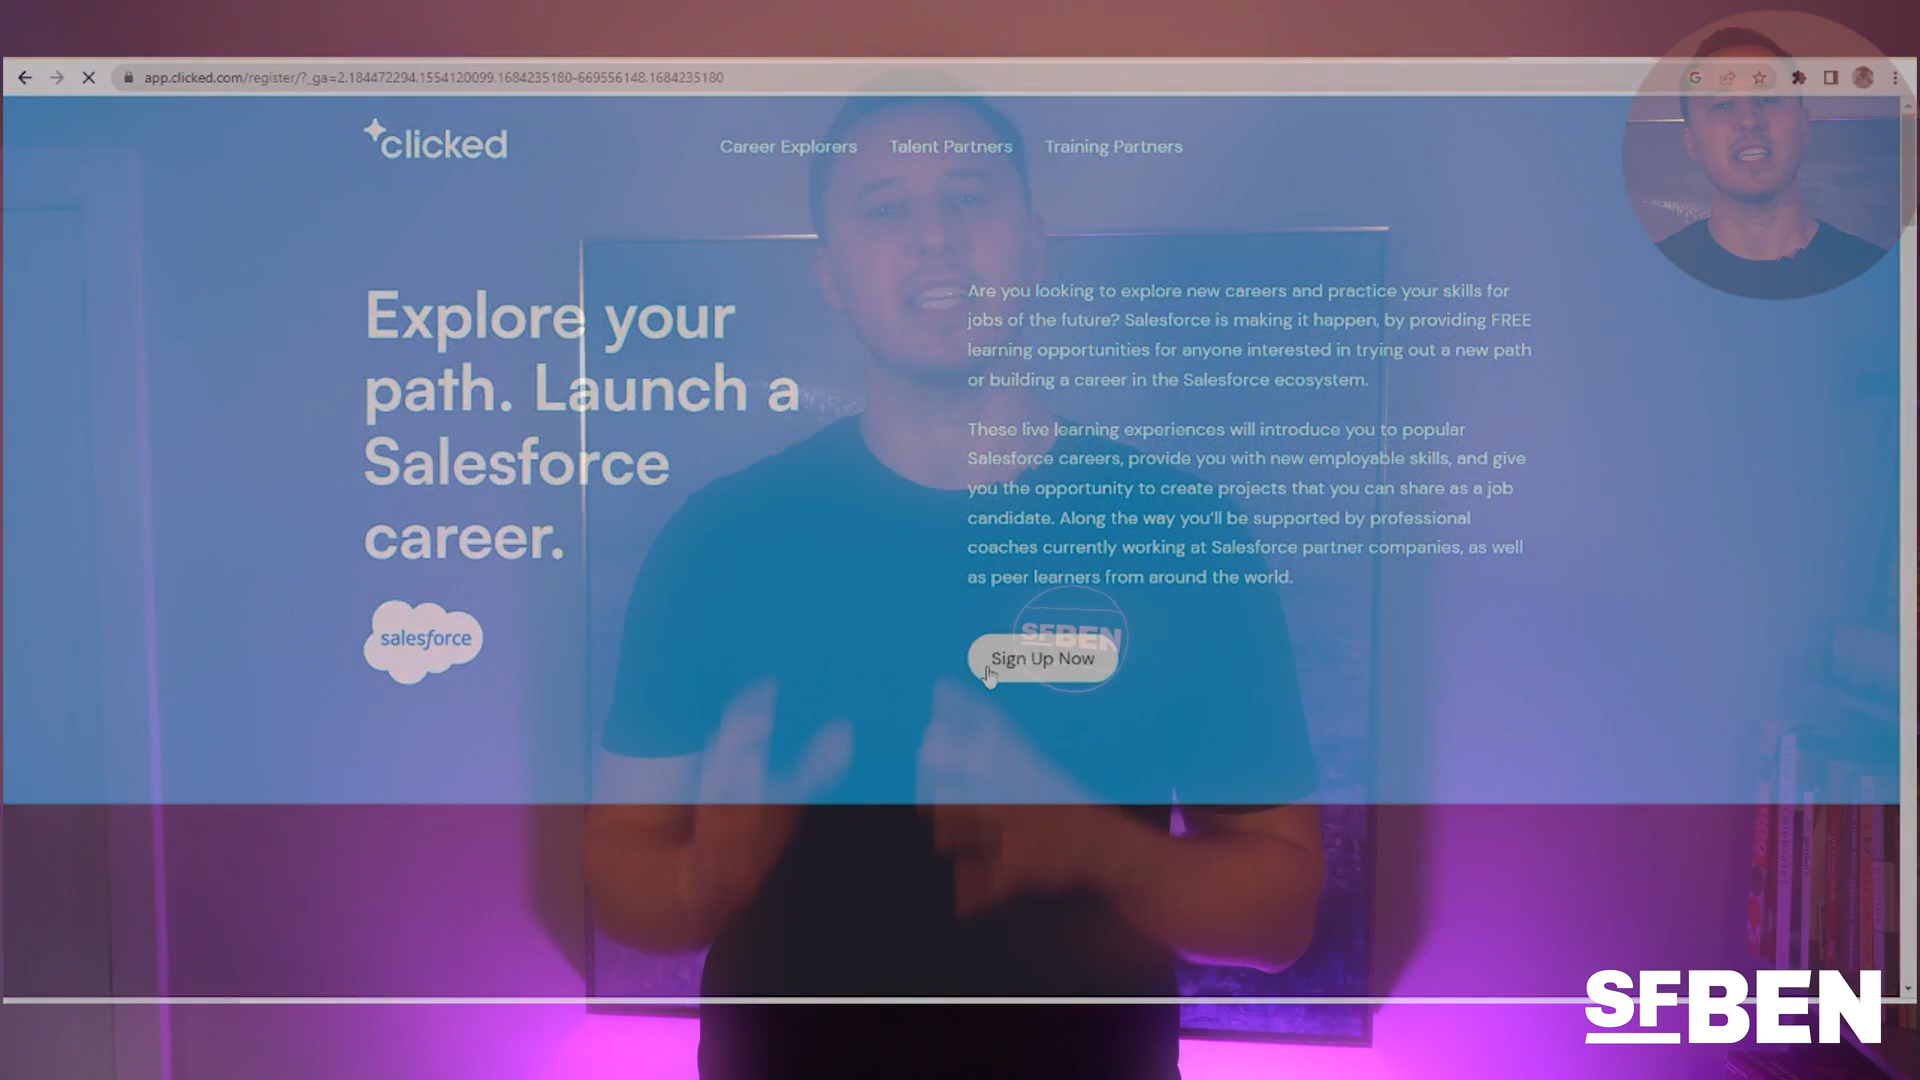 app.clicked.com/register/?_ga=2.184472294.1554120099.1684235180-669556148.1684235180
clicked
Career Explorers
Talent Partners
Training Partners
Explore your
path. Launch a
Salesforce
career.
salesforce
Are you looking to explore new careers and practice your skills for
jobs of the future? Salesforce is making it happen, by providing FREE
learning opportunities for anyone interested in trying out a new path
or building a career in the Salesforce ecosystem.
These live learning experiences will introduce you to popular
Salesforce careers, provide you with new employable skills, and give
you the opportunity to create projects that you can share as a job
candidate. Along the way you'll be supported by professional
coaches currently working at Salesforce partner companies, as well
as peer learners from around the world.
SFBEN
Sign Up Now
SFBEN